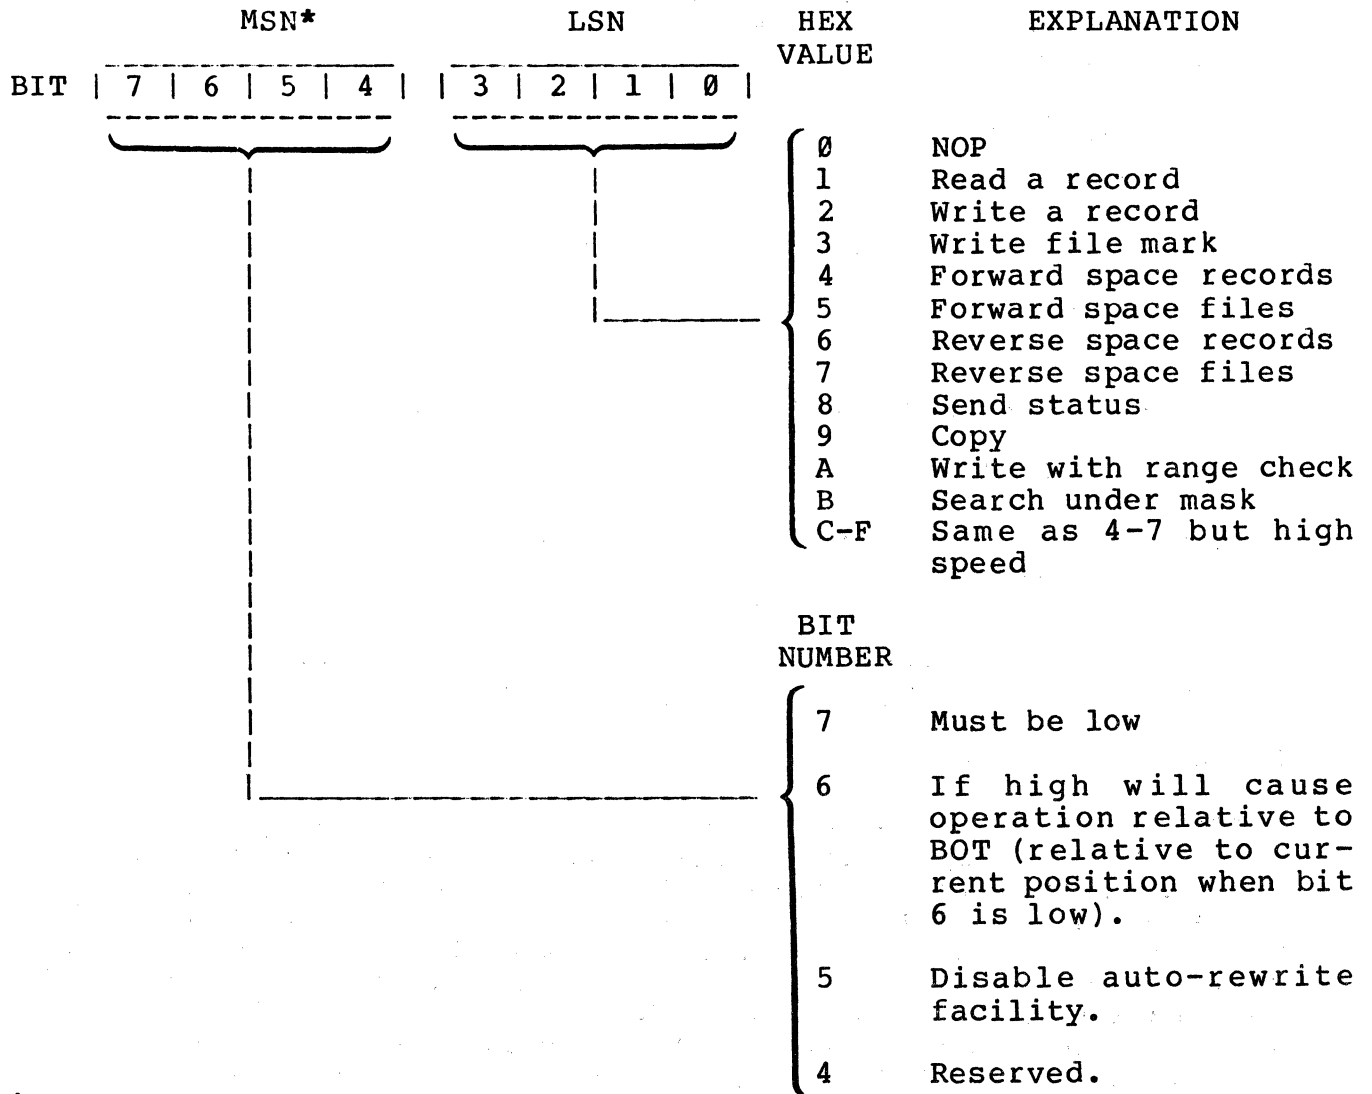 MSN* LSN HEX EXPLANATION
VALUE
BIT | 7 | 6 | 5 | 4 | | 3 | 2 | 1 | Ø |
Ø NOP
1 Read a record
2 Write a record
3 Write file mark
4 Forward space records
5 Forward space files
6 Reverse space records
7 Reverse space files
8 Send status
9 Copy
A Write with range check
B Search under mask
C-F Same as 4-7 but high
speed
BIT
NUMBER
7 Must be low
6 If high will cause
operation relative to
BOT (relative to cur-
rent position when bit
6 is low).
5 Disable auto-rewrite
facility.
4 Reserved.